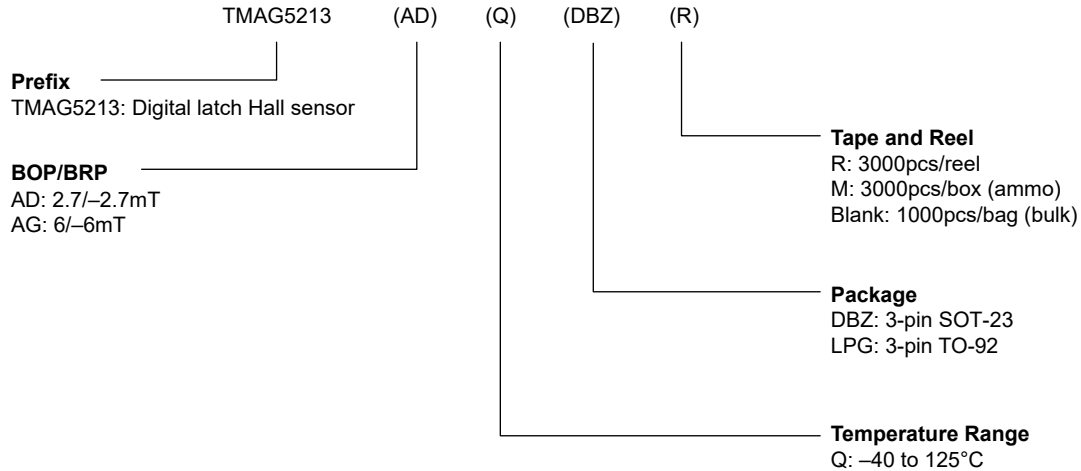 TMAG5213 (AD) (Q) (DBZ) (R)
Prefix
TMAG5213: Digital latch Hall sensor
BOP/BRP
AD: 2.7/–2.7mT
AG: 6/–6mT
Tape and Reel
R: 3000pcs/reel
M: 3000pcs/box (ammo)
Blank: 1000pcs/bag (bulk)
Package
DBZ: 3-pin SOT-23
LPG: 3-pin TO-92
Temperature Range
Q: –40 to 125°C